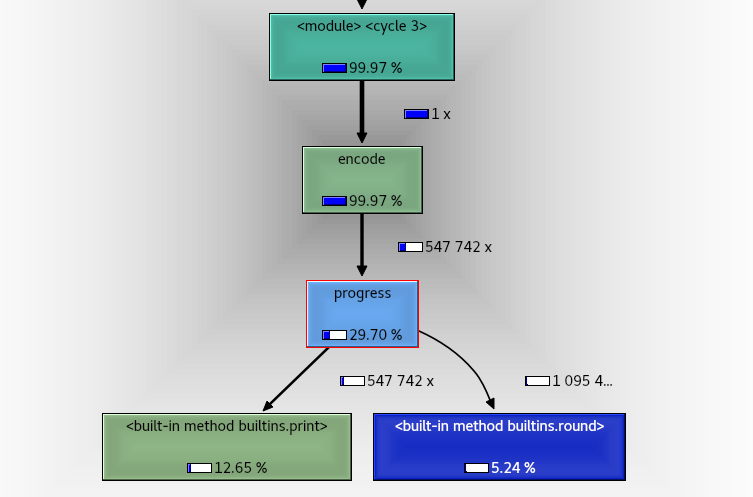 <module> <cycle 3>
99.97 %
1 x
encode
99.97 %
547 742 x
progress
29.70 %
547 742 x
1 095 4...
<built-in method builtins.print>
12.65 %
<built-in method builtins.round>
5.24 %